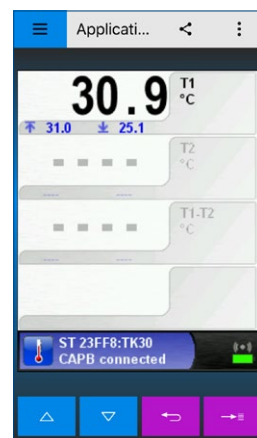 Applicati...
30.9 T1
°C
31.0 25.1
---- T2
°C
---- ----
---- T1-T2
°C
---- ----
ST 23FF8:TK30
CAPB connected